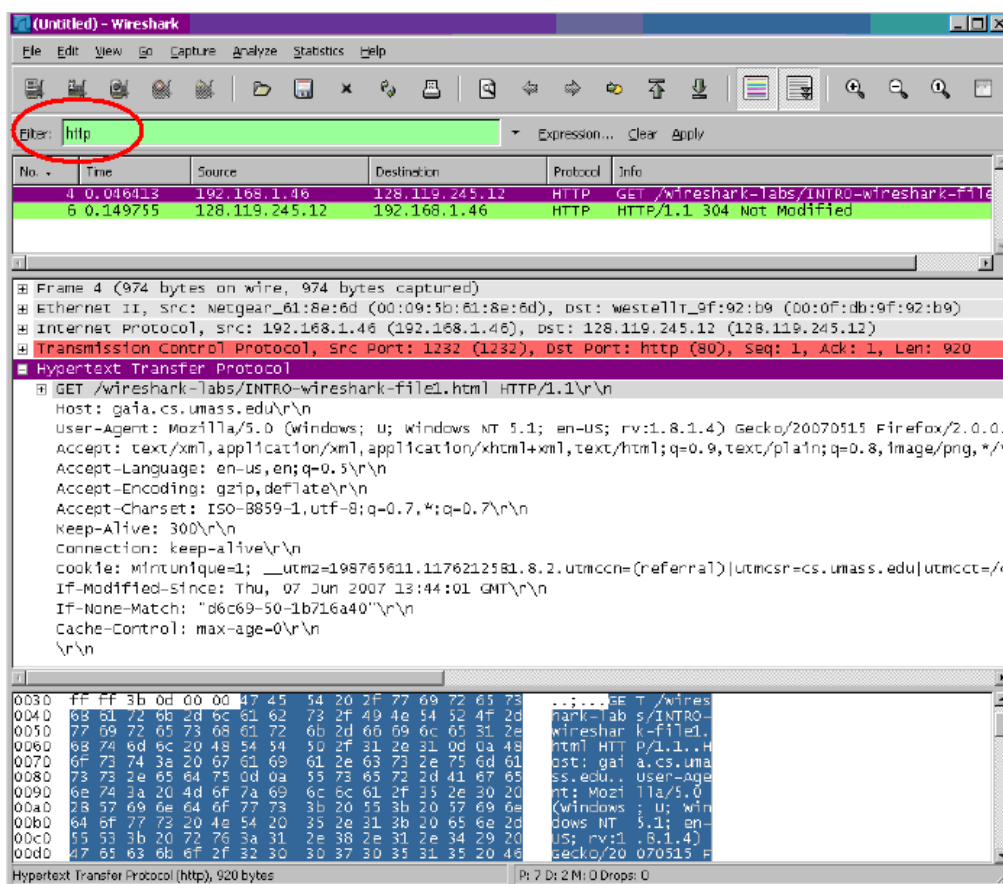 (Untitled) - Wireshark
File Edit View Go Capture Analyze Statistics Help
Filter: http Expression... Clear Apply
No. Time Source Destination Protocol Info
4 0.046413 192.168.1.46 128.119.245.12 HTTP GET /wireshark-labs/INTRO-wireshark-file
6 0.149755 128.119.245.12 192.168.1.46 HTTP HTTP/1.1 304 Not Modified
Frame 4 (974 bytes on wire, 974 bytes captured)
Ethernet II, Src: Netgear_61:8e:6d (00:09:5b:61:8e:6d), Dst: WestellT_9f:92:b9 (00:0f:db:9f:92:b9)
Internet Protocol, Src: 192.168.1.46 (192.168.1.46), Dst: 128.119.245.12 (128.119.245.12)
Transmission Control Protocol, Src Port: 1232 (1232), Dst Port: http (80), Seq: 1, Ack: 1, Len: 920
Hypertext Transfer Protocol
GET /wireshark-labs/INTRO-wireshark-file1.html HTTP/1.1\r\n
Host: gaia.cs.umass.edu\r\n
User-Agent: Mozilla/5.0 (Windows; U; Windows NT 5.1; en-US; rv:1.8.1.4) Gecko/20070515 Firefox/2.0.0.
Accept: text/xml,application/xml,application/xhtml+xml,text/html;q=0.9,text/plain;q=0.8,image/png,*/*
Accept-Language: en-us,en;q=0.5\r\n
Accept-Encoding: gzip,deflate\r\n
Accept-Charset: ISO-8859-1,utf-8;q=0.7,*;q=0.7\r\n
Keep-Alive: 300\r\n
Connection: keep-alive\r\n
Cookie: MintUnique=1; __utmz=198765611.1176212581.8.2.utmccn=(referral)|utmcsr=cs.umass.edu|utmcct=/
If-Modified-Since: Thu, 07 Jun 2007 13:44:01 GMT\r\n
If-None-Match: "d6c69-50-1b716a40"\r\n
Cache-Control: max-age=0\r\n
\r\n
0030 ff ff 3b 0d 00 00 47 45 54 20 2f 77 69 72 65 73 ..;...GE T /wires
0040 68 61 72 6b 2d 6c 61 62 73 2f 49 4e 54 52 4f 2d hark-lab s/INTRO-
0050 77 69 72 65 73 68 61 72 6b 2d 66 69 6c 65 31 2e wireshar k-file1.
0060 68 74 6d 6c 20 48 54 54 50 2f 31 2e 31 0d 0a 48 html HTT P/1.1..H
0070 6f 73 74 3a 20 67 61 69 61 2e 63 73 2e 75 6d 61 ost: gai a.cs.uma
0080 73 73 2e 65 64 75 0d 0a 55 73 65 72 2d 41 67 65 ss.edu.. User-Age
0090 6e 74 3a 20 4d 6f 7a 69 6c 6c 61 2f 35 2e 30 20 nt: Mozi lla/5.0
00a0 28 57 69 6e 64 6f 77 73 3b 20 55 3b 20 57 69 6e (Windows ; U; Win
00b0 64 6f 77 73 20 4e 54 20 35 2e 31 3b 20 65 6e 2d dows NT 5.1; en-
00c0 55 53 3b 20 72 76 3a 31 2e 38 2e 31 2e 34 29 20 US; rv:1 .8.1.4)
00d0 47 65 63 6b 6f 2f 32 30 30 37 30 35 31 35 20 46 Gecko/20 070515 F
Hypertext Transfer Protocol (http), 920 bytes P: 7 D: 2 M: 0 Drops: 0